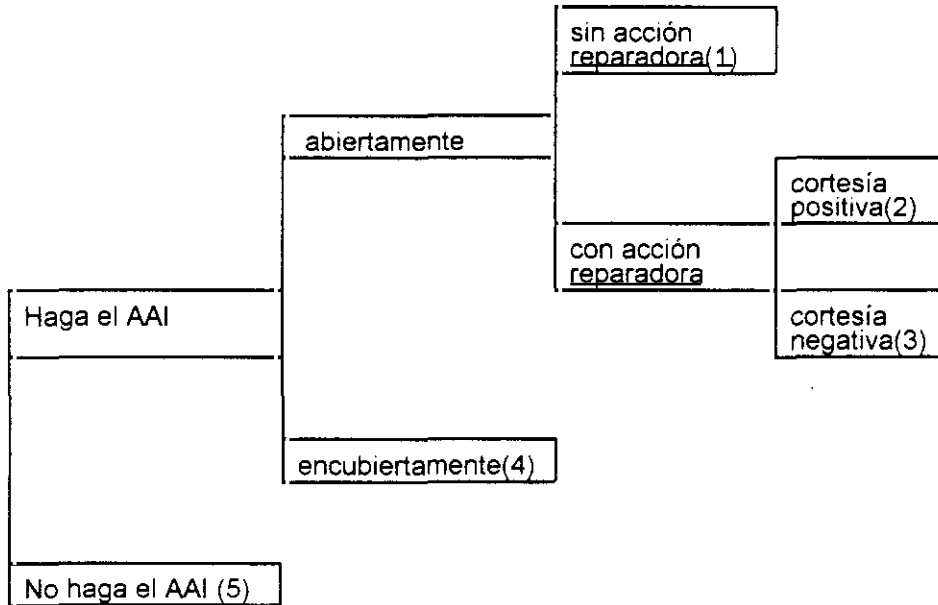 sin acción
reparadora(1)
abiertamente
cortesía
positiva(2)
con acción
reparadora
Haga el AAI
cortesía
negativa(3)
encubiertamente(4)
No haga el AAI (5)